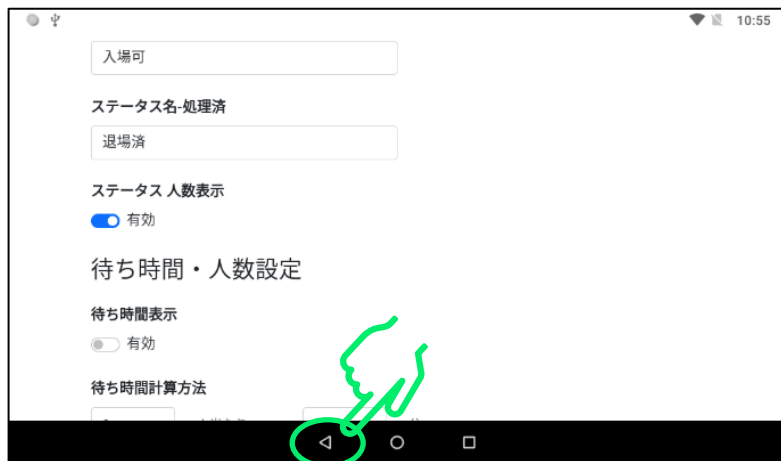 10:55
入場可
ステータス名-処理済
退場済
ステータス 人数表示
有効
待ち時間・人数設定
待ち時間表示
有効
待ち時間計算方法